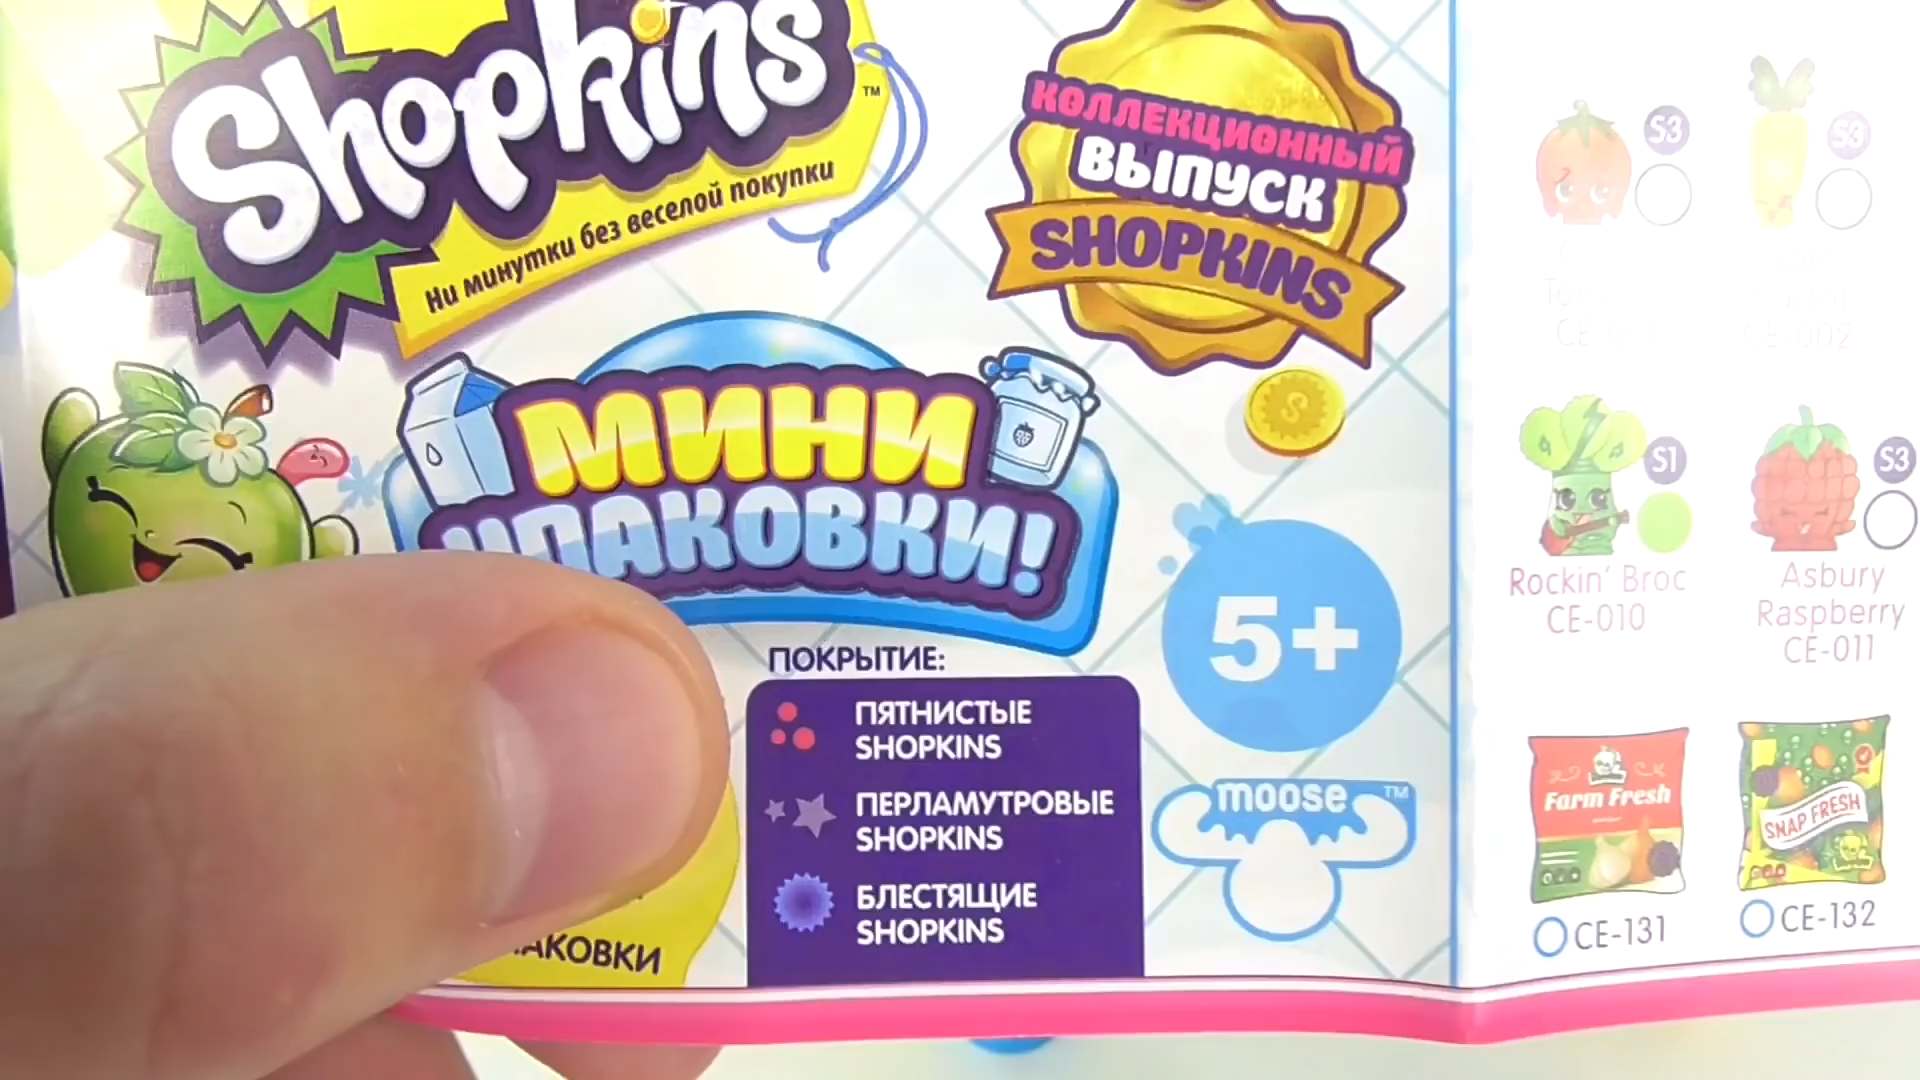 Shopkins
TM
Ни минутки без веселой покупки
КОЛЛЕКЦИОННЫЙ
ВЫПУСК
SHOPKINS
S3
S3
МИНИ
УПАКОВКИ!
S1
S3
Rockin' Broc
CE-010
Asbury
Raspberry
CE-011
5+
ПОКРЫТИЕ:
ПЯТНИСТЫЕ
SHOPKINS
ПЕРЛАМУТРОВЫЕ
SHOPKINS
БЛЕСТЯЩИЕ
SHOPKINS
moose TM
Farm Fresh
SNAP FRESH
CE-131
CE-132